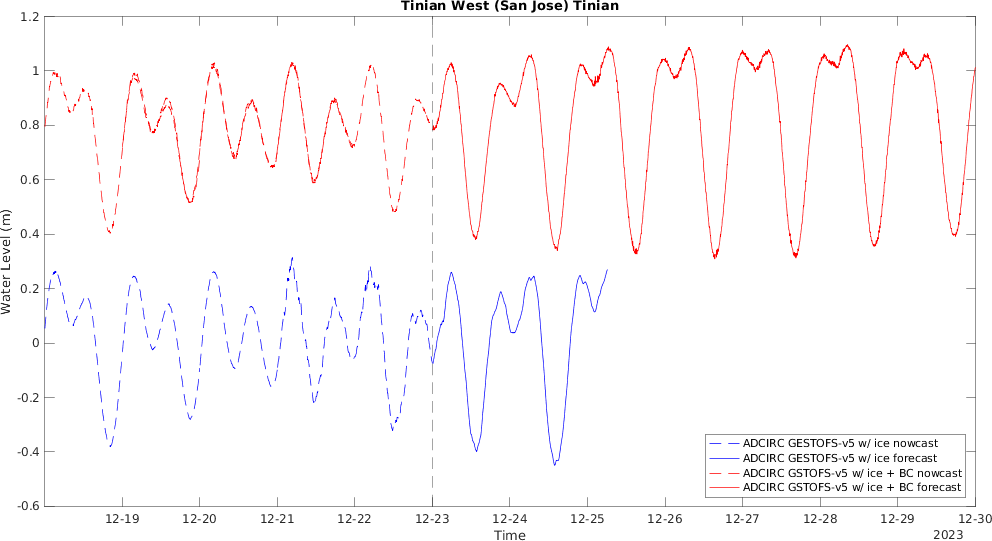 Tinian West (San Jose) Tinian
1.2
1
0.8
0.6
0.4
0.2
0
-0.2
-0.4
-0.6
Water Level (m)
12-19 12-20 12-21 12-22 12-23 12-24 12-25 12-26 12-27 12-28 12-29 12-30
Time
2023
ADCIRC GESTOFS-v5 w/ ice nowcast
ADCIRC GESTOFS-v5 w/ ice forecast
ADCIRC GSTOFS-v5 w/ ice + BC nowcast
ADCIRC GSTOFS-v5 w/ ice + BC forecast